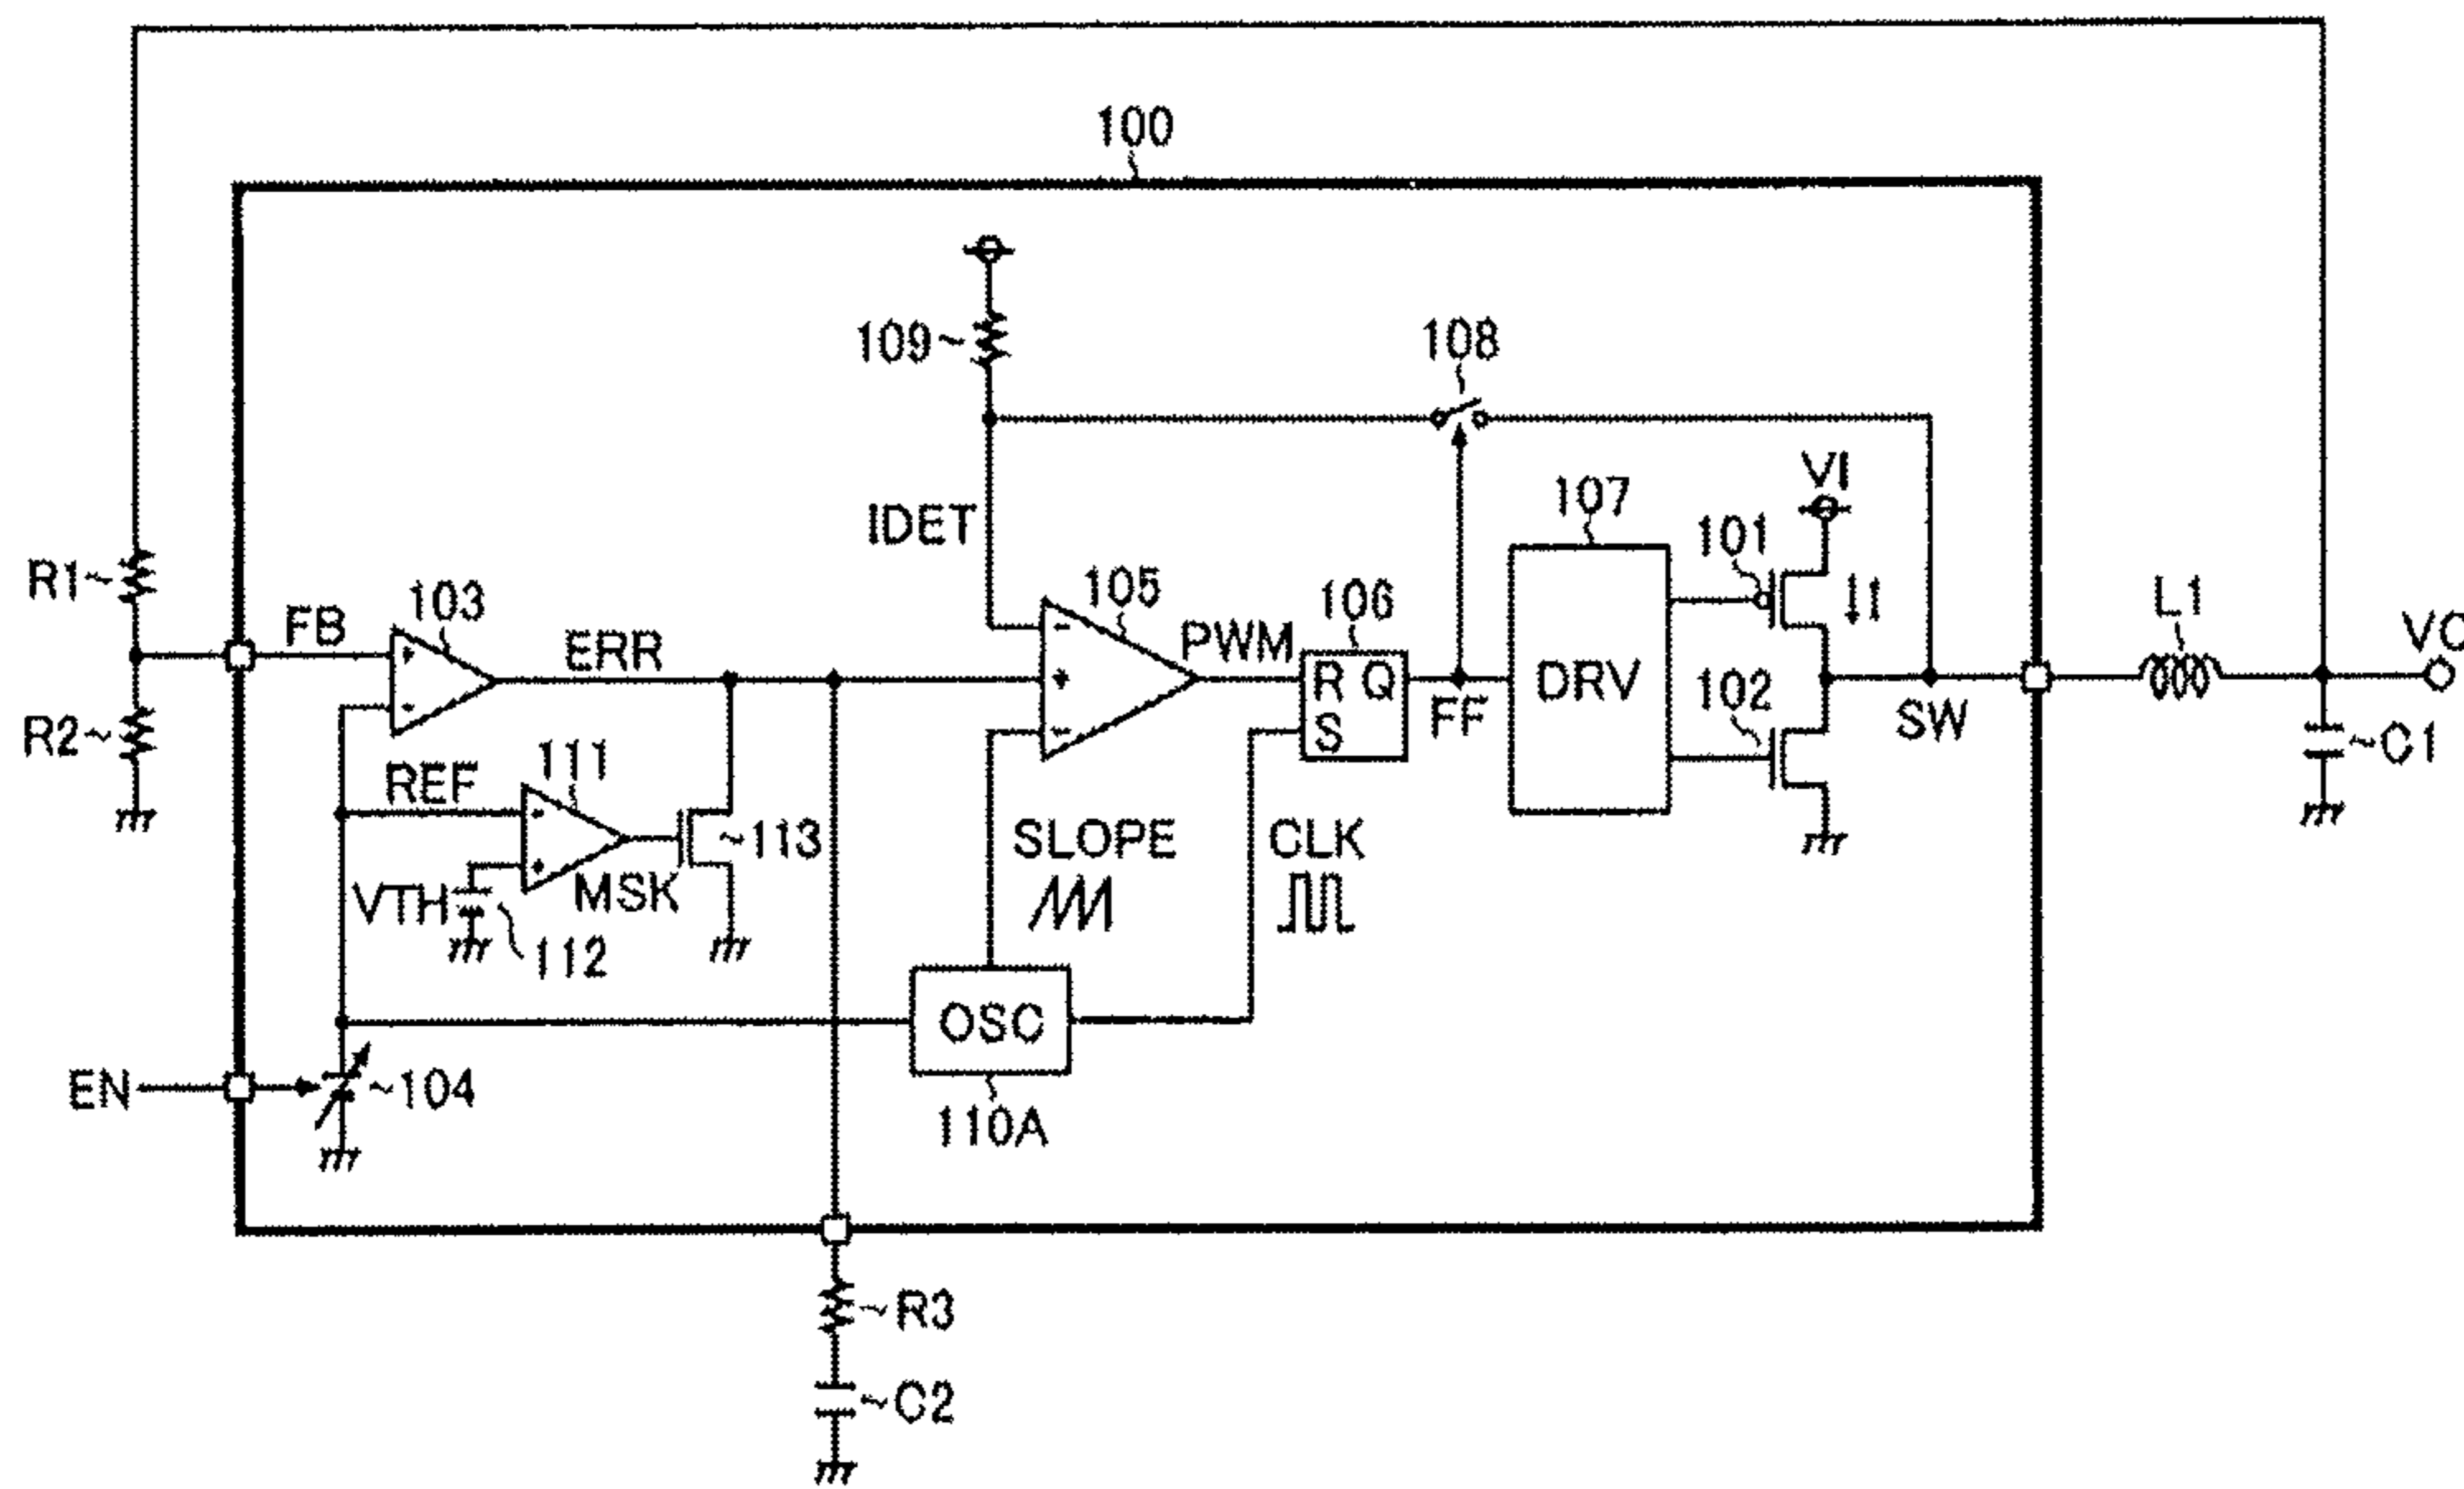 100
109
108
VI
107
101
IDET
I
R1
103
105
106
L1
FB
ERR
PWM
VO
R Q
S
DRV
102
FF
SW
R2
C1
111
REF
113
SLOPE
CLK
VTH
MSK
112
OSC
EN
104
110A
R3
C2